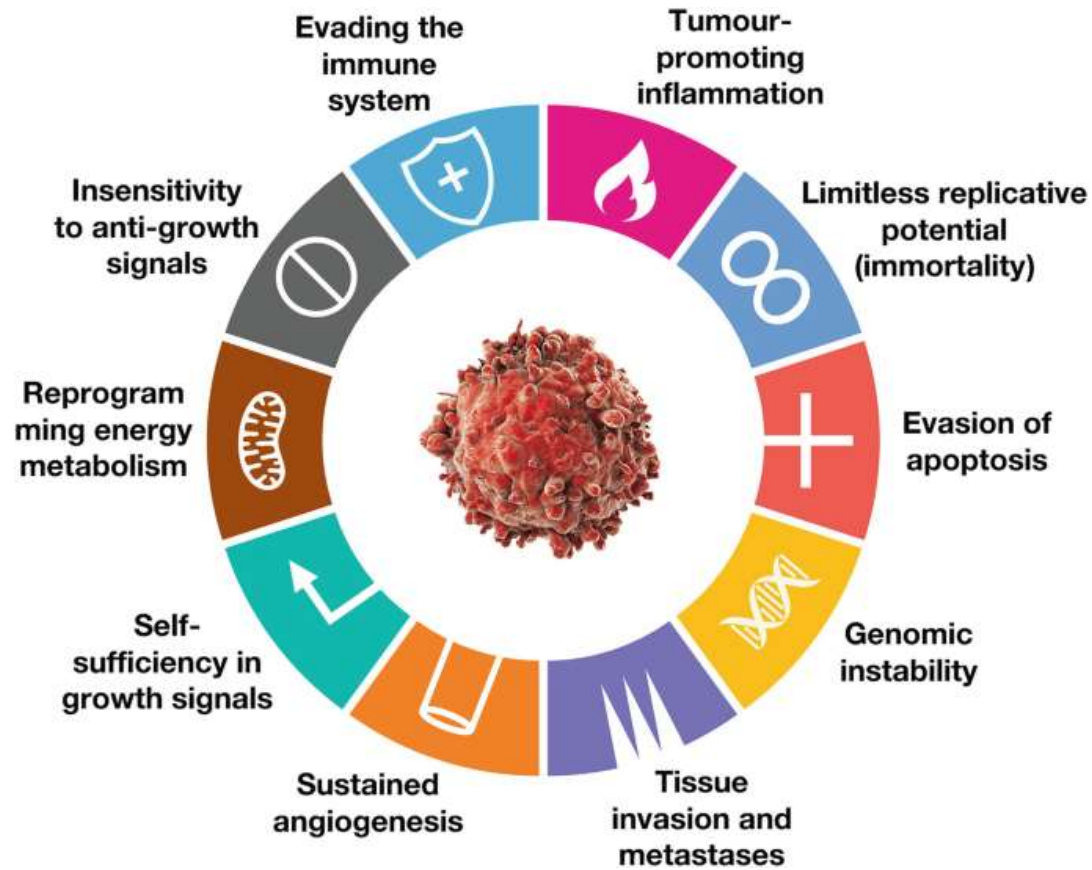 Evading the
immune
system
Tumour-
promoting
inflammation
Limitless replicative
potential
(immortality)
Evasion of
apoptosis
Genomic
instability
Tissue
invasion and
metastases
Sustained
angiogenesis
Self-
sufficiency in
growth signals
Reprogram
ming energy
metabolism
Insensitivity
to anti-growth
signals